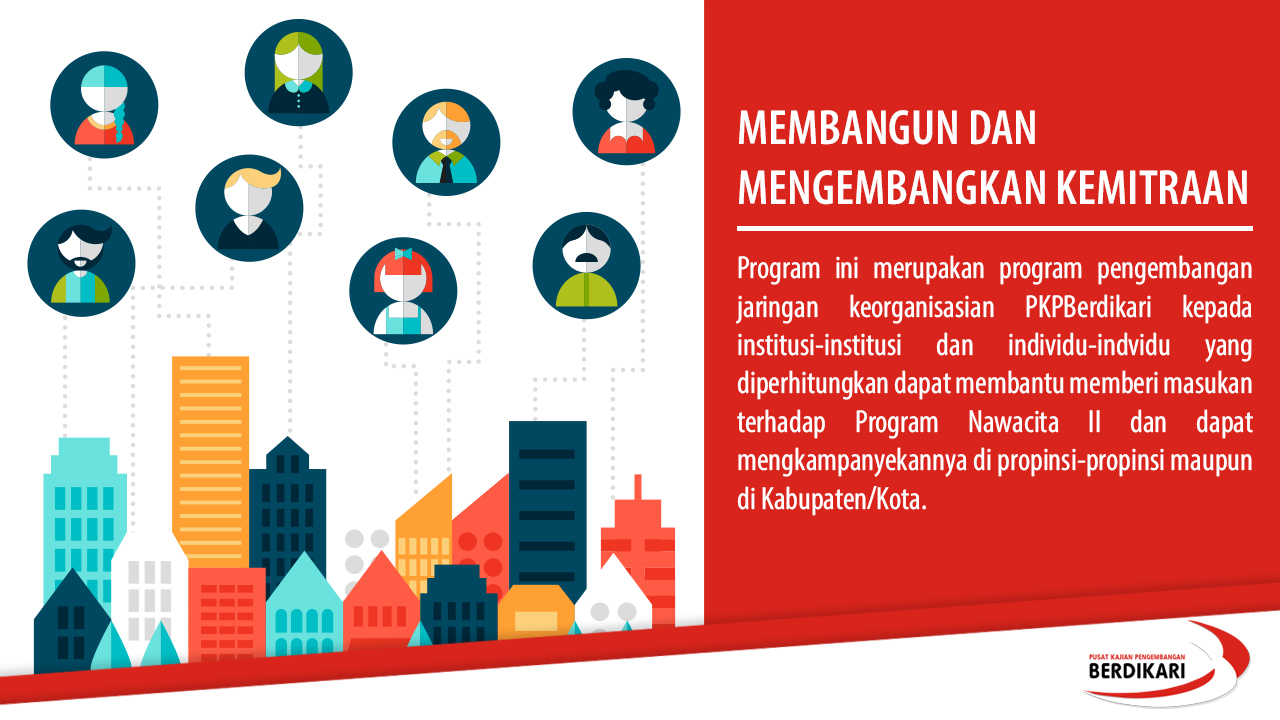 MEMBANGUN DAN
MENGEMBANGKAN KEMITRAAN
Program ini merupakan program pengembangan
jaringan keorganisasian PKPBerdikari kepada
institusi-institusi dan individu-indvidu yang
diperhitungkan dapat membantu memberi masukan
terhadap Program Nawacita II dan dapat
mengkampanyekannya di propinsi-propinsi maupun
di Kabupaten/Kota.
PUSAT KAJIAN PENGEMBANGAN
BERDIKARI